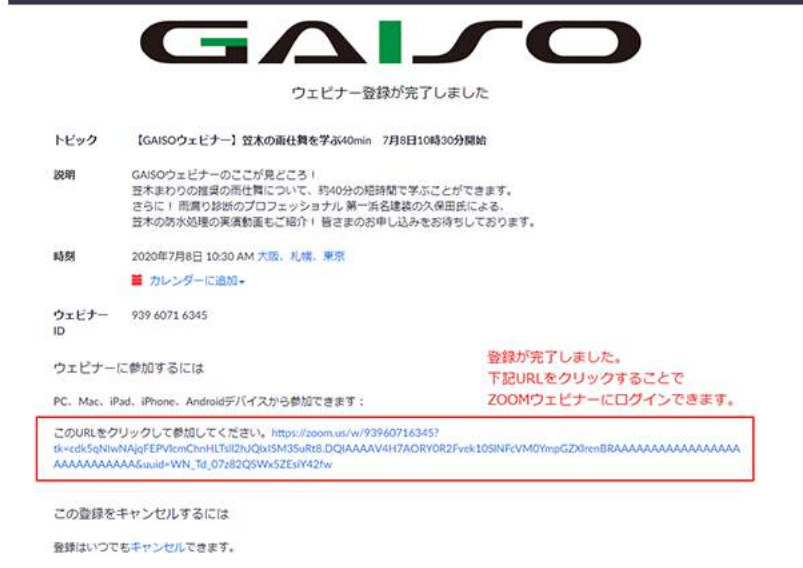 GAISO
ウェビナー登録が完了しました
トピック 【GAISOウェビナー】笠木の雨仕舞を学ぶ40min 7月8日10時30分開始
説明 GAISOウェビナーのここが見どころ！
笠木まわりの推奨の雨仕舞について、約40分の短時間で学ぶことができます。
さらに！ 雨漏り診断のプロフェッショナル 第一浜名建装の久保田氏による、
笠木の防水処理の実演動画もご紹介！ 皆さまのお申し込みをお待ちしております。
時刻 2020年7月8日 10:30 AM 大阪、札幌、東京
カレンダーに追加
ウェビナー ID 939 6071 6345
ウェビナーに参加するには
登録が完了しました。
下記URLをクリックすることで
ZOOMウェビナーにログインできます。
PC、Mac、iPad、iPhone、Androidデバイスから参加できます：
このURLをクリックして参加してください。https://zoom.us/w/93960716345?
この登録をキャンセルするには
登録はいつでもキャンセルできます。